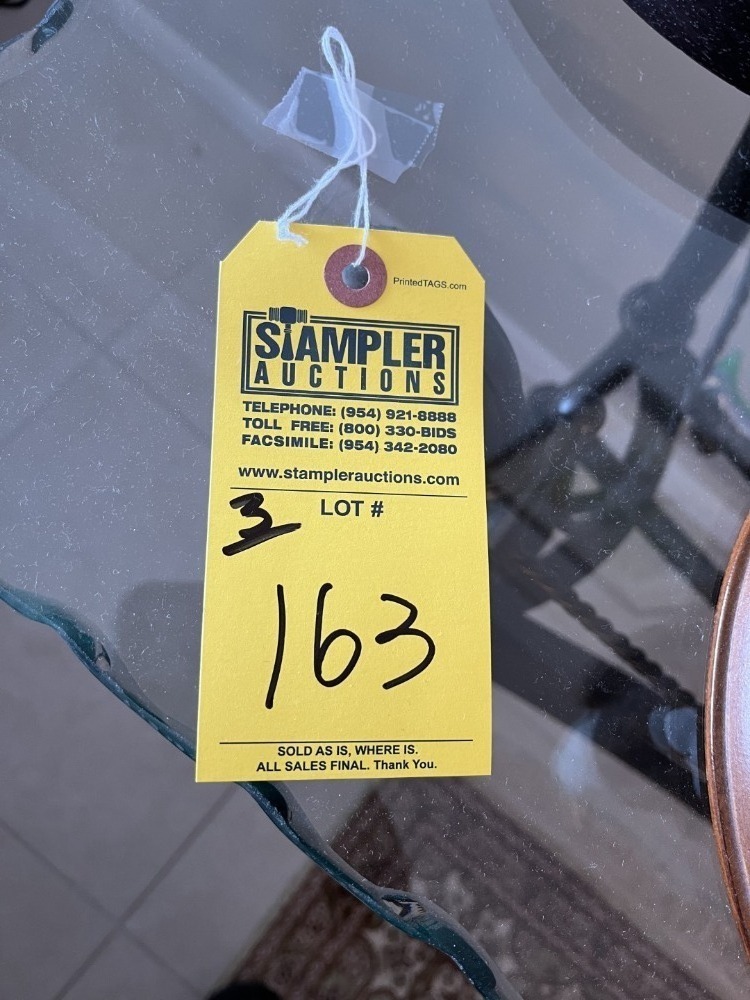 PrintedTAGS.com
STAMPLER
AUCTIONS
TELEPHONE: (954) 921-8888
TOLL FREE: (800) 330-BIDS
FACSIMILE: (954) 342-2080
www.stamplerauctions.com
LOT #
3
163
SOLD AS IS, WHERE IS.
ALL SALES FINAL. Thank You.